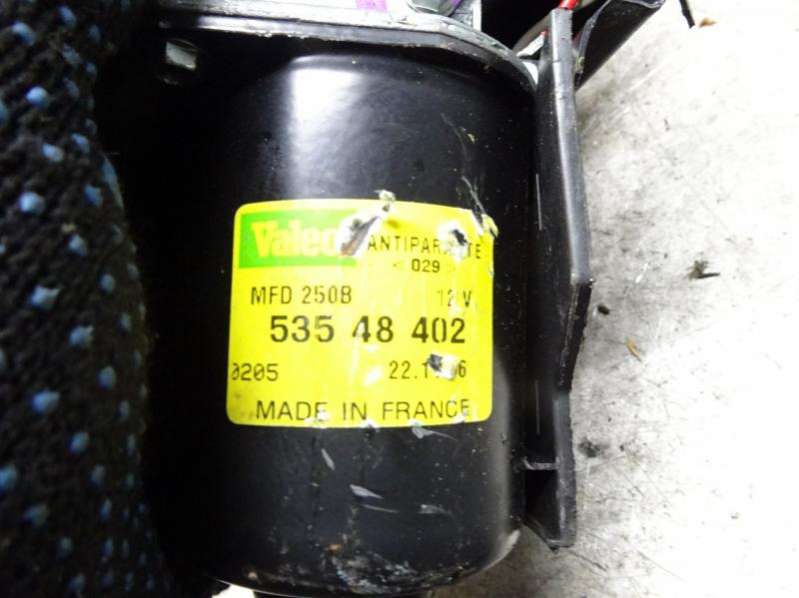 Valeo
< 029 >
MFD 250B 12 V
535 48 402
0205
MADE IN FRANCE